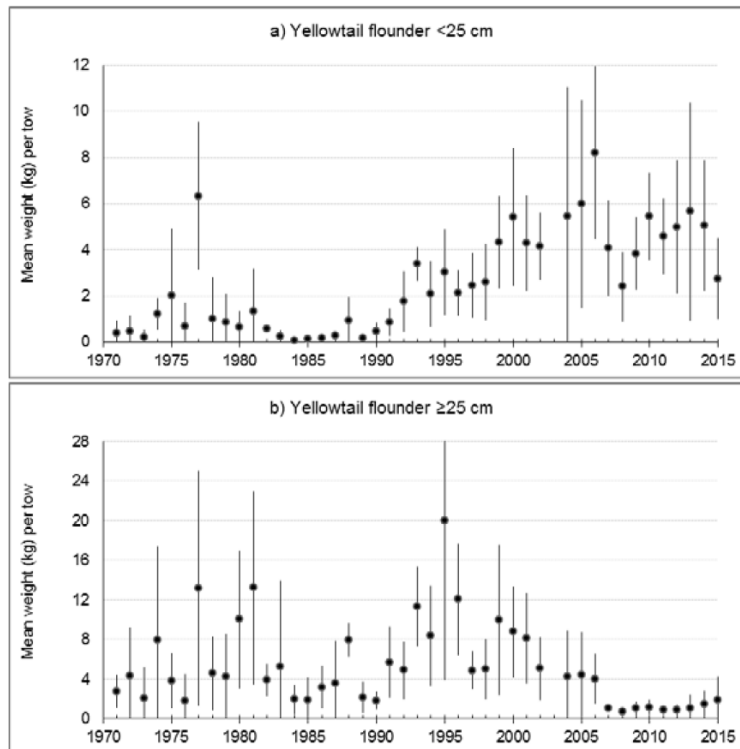 a) Yellowtail flounder <25 cm
Mean weight (kg) per tow
12
10
8
6
4
2
0
1970 1975 1980 1985 1990 1995 2000 2005 2010 2015
b) Yellowtail flounder ≥25 cm
Mean weight (kg) per tow
28
24
20
16
12
8
4
0
1970 1975 1980 1985 1990 1995 2000 2005 2010 2015